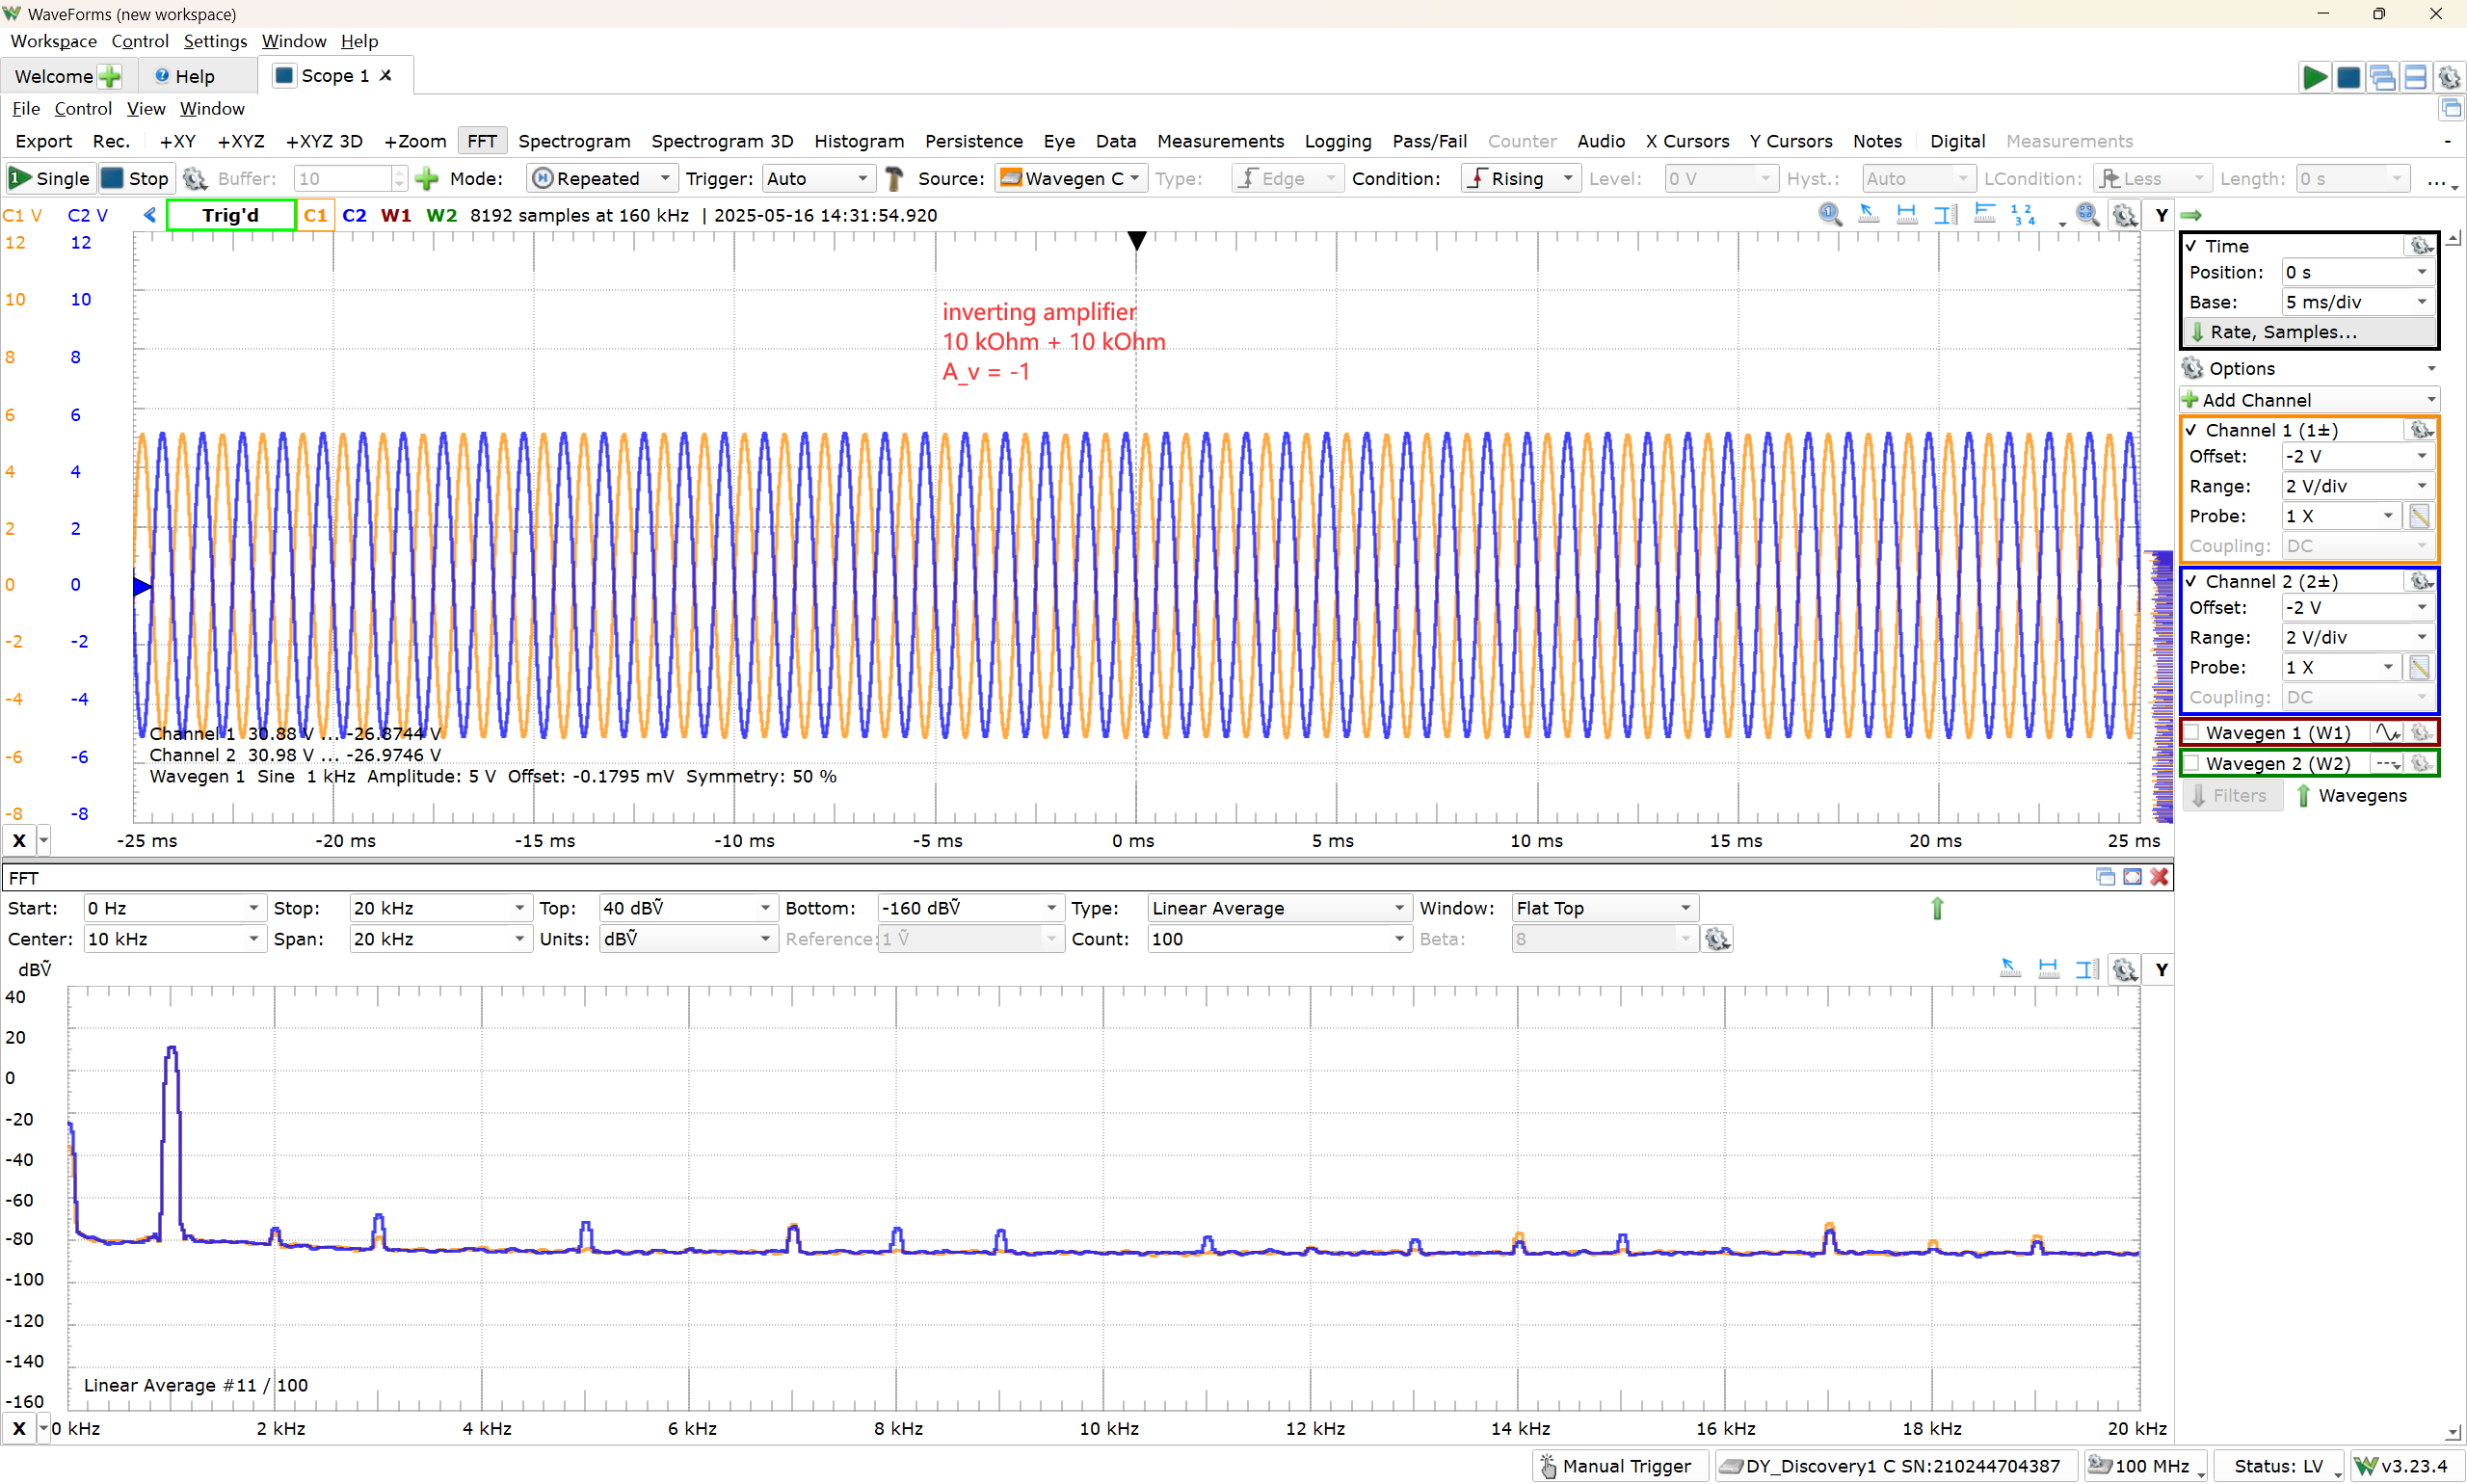 WaveForms (new workspace)
Workspace Control Settings Window Help
Welcome Help Scope 1 X
File Control View Window
Export Rec. +XY +XYZ +XYZ 3D +Zoom FFT Spectrogram Spectrogram 3D Histogram Persistence Eye Data Measurements Logging Pass/Fail Counter Audio X Cursors Y Cursors Notes Digital Measurements -
Single Stop Buffer: 10 Mode: Repeated Trigger: Auto Source: Wavegen C Type: Edge Condition: Rising Level: 0 V Hyst.: Auto LCondition: Less Length: 0 s ...
C1 V C2 V Trig'd C1 C2 W1 W2 8192 samples at 160 kHz | 2025-05-16 14:31:54.920 Y
12 12
10 10
8 8
6 6
4 4
2 2
0 0
-2 -2
-4 -4
-6 -6
-8 -8
inverting amplifier
10 kOhm + 10 kOhm
A_v = -1
Channel 1 30.88 V ... -26.8744 V
Channel 2 30.98 V ... -26.9746 V
Wavegen 1 Sine 1 kHz Amplitude: 5 V Offset: -0.1795 mV Symmetry: 50 %
X -25 ms -20 ms -15 ms -10 ms -5 ms 0 ms 5 ms 10 ms 15 ms 20 ms 25 ms
Time
Position: 0 s
Base: 5 ms/div
Rate, Samples...
Options
Add Channel
Channel 1 (1±)
Offset: -2 V
Range: 2 V/div
Probe: 1 X
Coupling: DC
Channel 2 (2±)
Offset: -2 V
Range: 2 V/div
Probe: 1 X
Coupling: DC
Wavegen 1 (W1)
Wavegen 2 (W2)
Filters Wavegens
FFT
Start: 0 Hz Stop: 20 kHz Top: 40 dBṼ Bottom: -160 dBṼ Type: Linear Average Window: Flat Top
Center: 10 kHz Span: 20 kHz Units: dBṼ Reference: 1 Ṽ Count: 100 Beta: 8
dBṼ Y
40
20
0
-20
-40
-60
-80
-100
-120
-140
-160
Linear Average #11 / 100
X 0 kHz 2 kHz 4 kHz 6 kHz 8 kHz 10 kHz 12 kHz 14 kHz 16 kHz 18 kHz 20 kHz
Manual Trigger DY_Discovery1 C SN:210244704387 100 MHz Status: LV v3.23.4